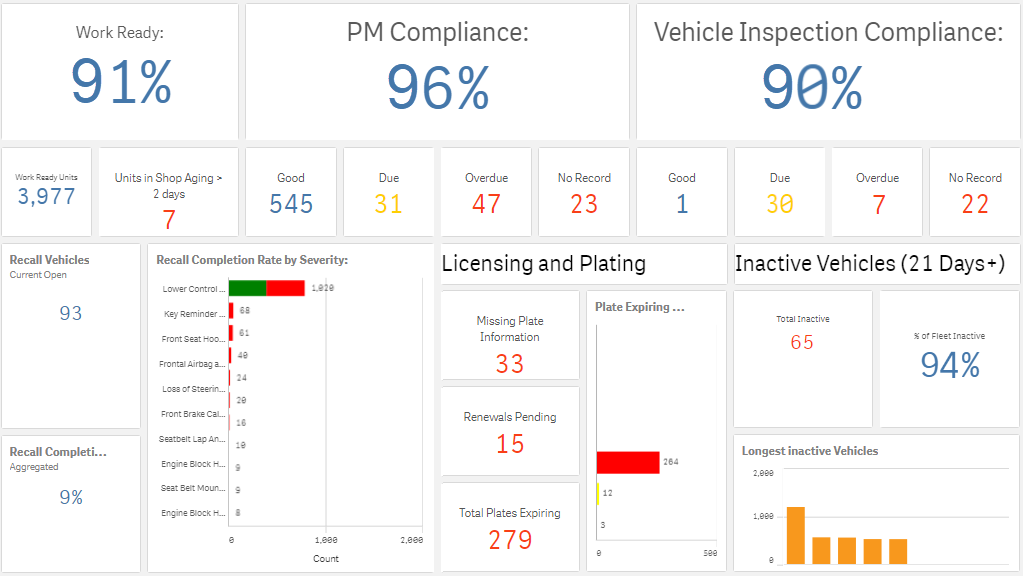 Work Ready:
91%
PM Compliance:
96%
Vehicle Inspection Compliance:
90%
Work Ready Units
3,977
Units in Shop Aging >
2 days
7
Good
545
Due
31
Overdue
47
No Record
23
Good
1
Due
30
Overdue
7
No Record
22
Recall Vehicles
Current Open
93
Recall Completi...
Aggregated
9%
Recall Completion Rate by Severity:
Lower Control ...
1,020
Key Reminder ...
68
Front Seat Hoo...
61
Frontal Airbag a...
40
Loss of Steerin...
24
Front Brake Cal...
20
Seatbelt Lap An...
16
Engine Block H...
10
Seat Belt Moun...
9
Engine Block H...
9
8
0
1,000
2,000
Count
Licensing and Plating
Missing Plate
Information
33
Renewals Pending
15
Total Plates Expiring
279
Plate Expiring ...
264
12
3
0
500
Inactive Vehicles (21 Days+)
Total Inactive
65
% of Fleet Inactive
94%
Longest inactive Vehicles
2,000
1,000
0